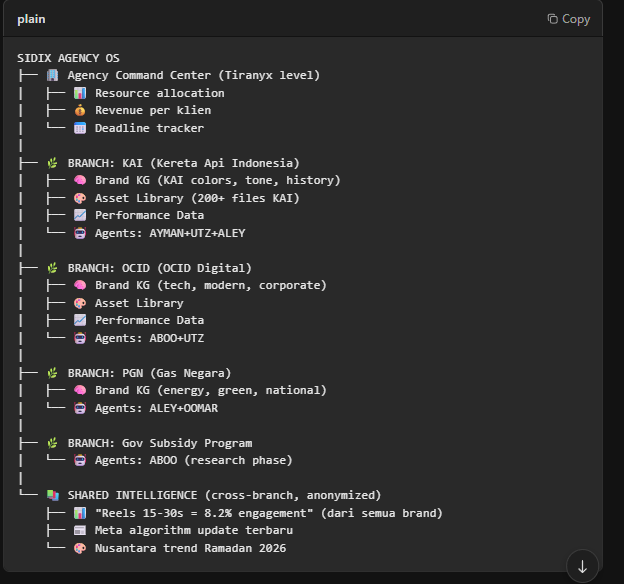 plain
Copy
SIDIX AGENCY OS
├── 🏢 Agency Command Center (Tiranyx level)
│   ├── 📊 Resource allocation
│   ├── 💰 Revenue per klien
│   └── 📅 Deadline tracker
│
├── 🌿 BRANCH: KAI (Kereta Api Indonesia)
│   ├── 🧠 Brand KG (KAI colors, tone, history)
│   ├── 🎨 Asset Library (200+ files KAI)
│   ├── 📈 Performance Data
│   └── 🤖 Agents: AYMAN+UTZ+ALEY
│
├── 🌿 BRANCH: OCID (OCID Digital)
│   ├── 🧠 Brand KG (tech, modern, corporate)
│   ├── 🎨 Asset Library
│   ├── 📈 Performance Data
│   └── 🤖 Agents: ABOO+UTZ
│
├── 🌿 BRANCH: PGN (Gas Negara)
│   ├── 🧠 Brand KG (energy, green, national)
│   └── 🤖 Agents: ALEY+OOMAR
│
├── 🌿 BRANCH: Gov Subsidy Program
│   └── 🤖 Agents: ABOO (research phase)
│
└── 📚 SHARED INTELLIGENCE (cross-branch, anonymized)
    ├── 📊 "Reels 15-30s = 8.2% engagement" (dari semua brand)
    ├── 📰 Meta algorithm update terbaru
    └── 🎨 Nusantara trend Ramadan 2026